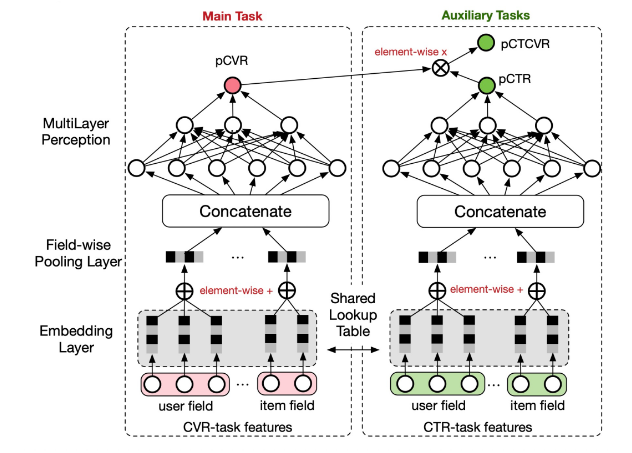 Main Task
Auxiliary Tasks
element-wise x
pCTCVR
pCVR
pCTR
MultiLayer
Perception
Concatenate
Concatenate
Field-wise
Pooling Layer
...
...
element-wise +
element-wise +
Shared
Lookup
Table
Embedding
Layer
...
...
user field
item field
user field
item field
CVR-task features
CTR-task features